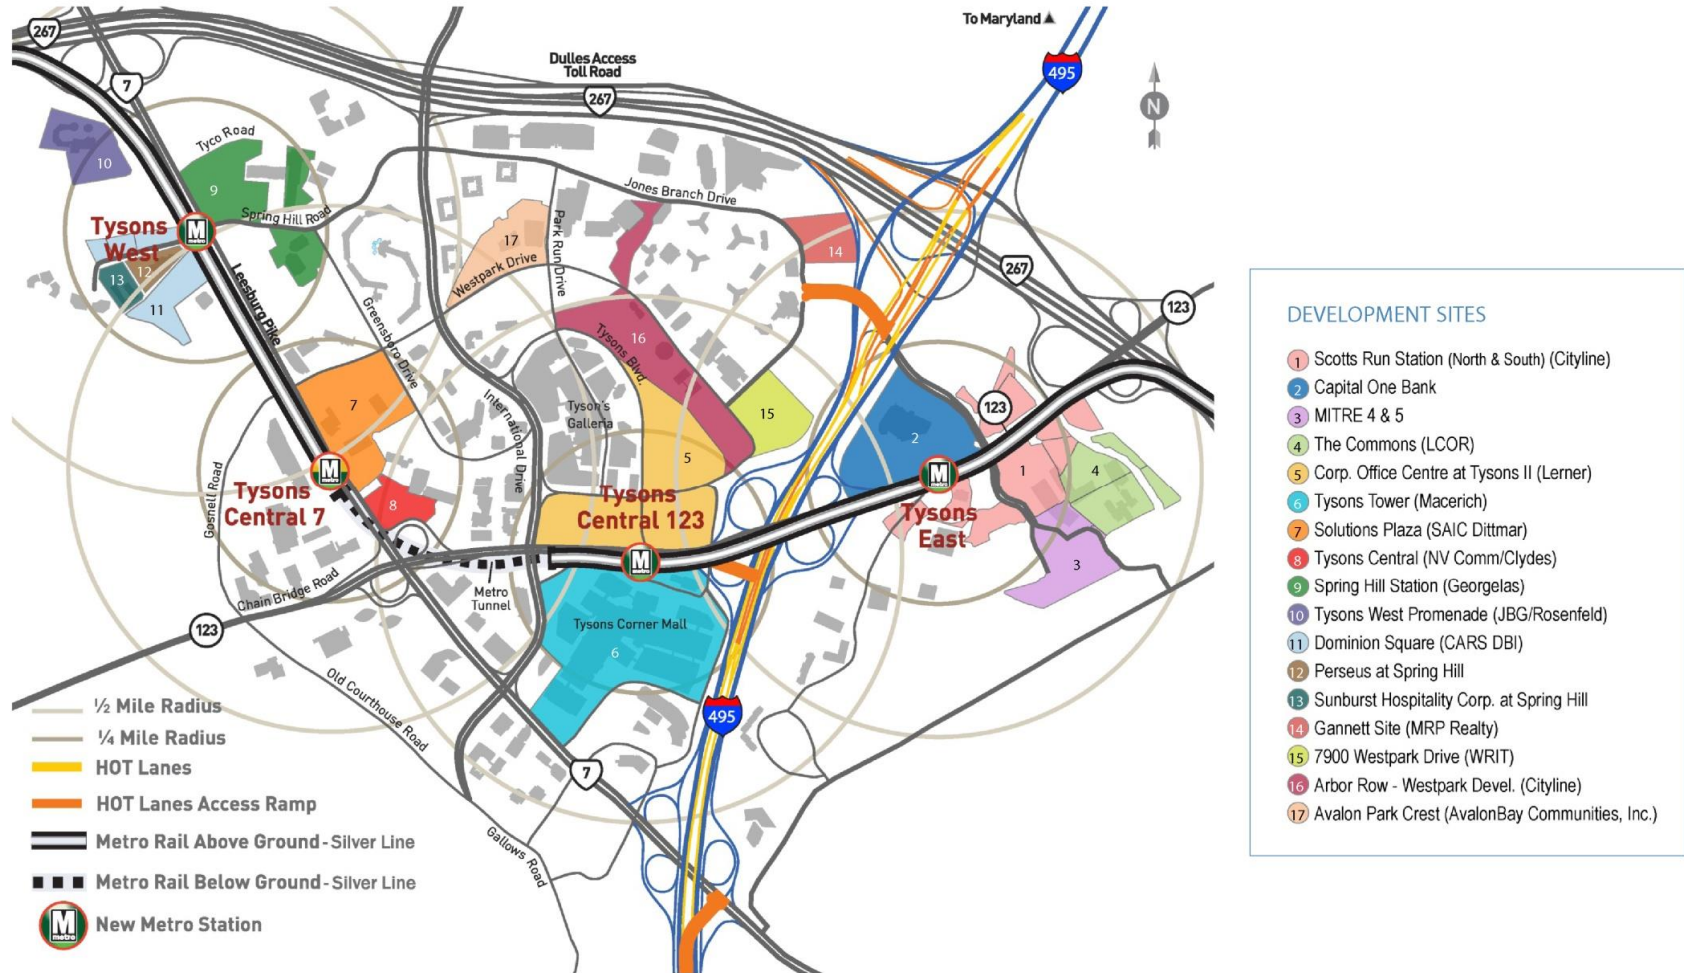 To Maryland
267
7
Dulles Access
Toll Road
267
495
N
Tyco Road
10
9
Spring Hill Road
Tysons
West
M
metro
12
13
11
Leesburg Pike
Jones Branch Drive
Park Run Drive
17
Westpark Drive
14
267
123
Greensboro Drive
16
Tysons Blvd.
7
International Drive
Tyson's
Galleria
5
15
2
123
1
4
M
metro
Tysons
Central 7
8
Gosnell Road
Tysons
Central 123
M
metro
M
metro
Tysons
East
3
Metro
Tunnel
Chain Bridge Road
123
Tysons Corner Mall
6
Old Courthouse Road
495
7
Gallows Road
½ Mile Radius
¼ Mile Radius
HOT Lanes
HOT Lanes Access Ramp
Metro Rail Above Ground - Silver Line
Metro Rail Below Ground - Silver Line
M
metro
New Metro Station
DEVELOPMENT SITES
1 Scotts Run Station (North & South) (Cityline)
2 Capital One Bank
3 MITRE 4 & 5
4 The Commons (LCOR)
5 Corp. Office Centre at Tysons II (Lerner)
6 Tysons Tower (Macerich)
7 Solutions Plaza (SAIC Dittmar)
8 Tysons Central (NV Comm/Clydes)
9 Spring Hill Station (Georgelas)
10 Tysons West Promenade (JBG/Rosenfeld)
11 Dominion Square (CARS DBI)
12 Perseus at Spring Hill
13 Sunburst Hospitality Corp. at Spring Hill
14 Gannett Site (MRP Realty)
15 7900 Westpark Drive (WRIT)
16 Arbor Row - Westpark Devel. (Cityline)
17 Avalon Park Crest (AvalonBay Communities, Inc.)